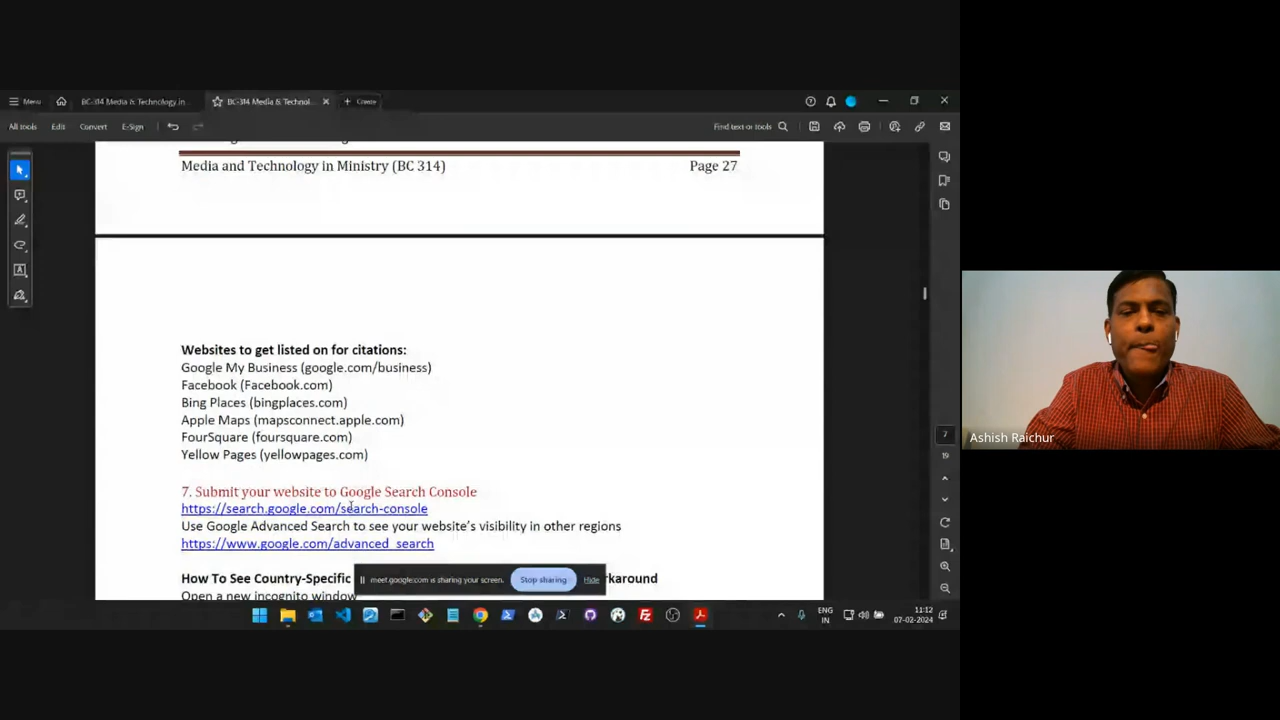 Menu
BC-314 Media & Technology in
BC-314 Media & Technol...
Create
All tools
Edit
Convert
E-Sign
Find text or tools
Media and Technology in Ministry (BC 314)
Page 27
Websites to get listed on for citations:
Google My Business (google.com/business)
Facebook (Facebook.com)
Bing Places (bingplaces.com)
Apple Maps (mapsconnect.apple.com)
FourSquare (foursquare.com)
Yellow Pages (yellowpages.com)
7. Submit your website to Google Search Console
https://search.google.com/search-console
Use Google Advanced Search to see your website's visibility in other regions
https://www.google.com/advanced_search
How To See Country-Specific
karound
Open a new incognito window
meet.google.com is sharing your screen.
Stop sharing
Hide
7
19
Ashish Raichur
ENG
IN
11:12
07-02-2024